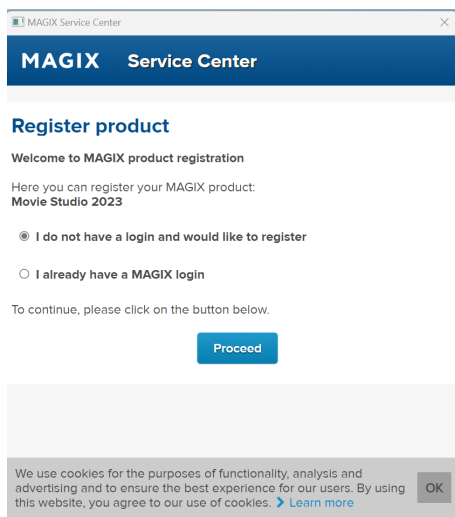 MAGIX Service Center
MAGIX Service Center
Register product
Welcome to MAGIX product registration
Here you can register your MAGIX product:
Movie Studio 2023
I do not have a login and would like to register
I already have a MAGIX login
To continue, please click on the button below.
Proceed
We use cookies for the purposes of functionality, analysis and
advertising and to ensure the best experience for our users. By using
this website, you agree to our use of cookies. Learn more
OK